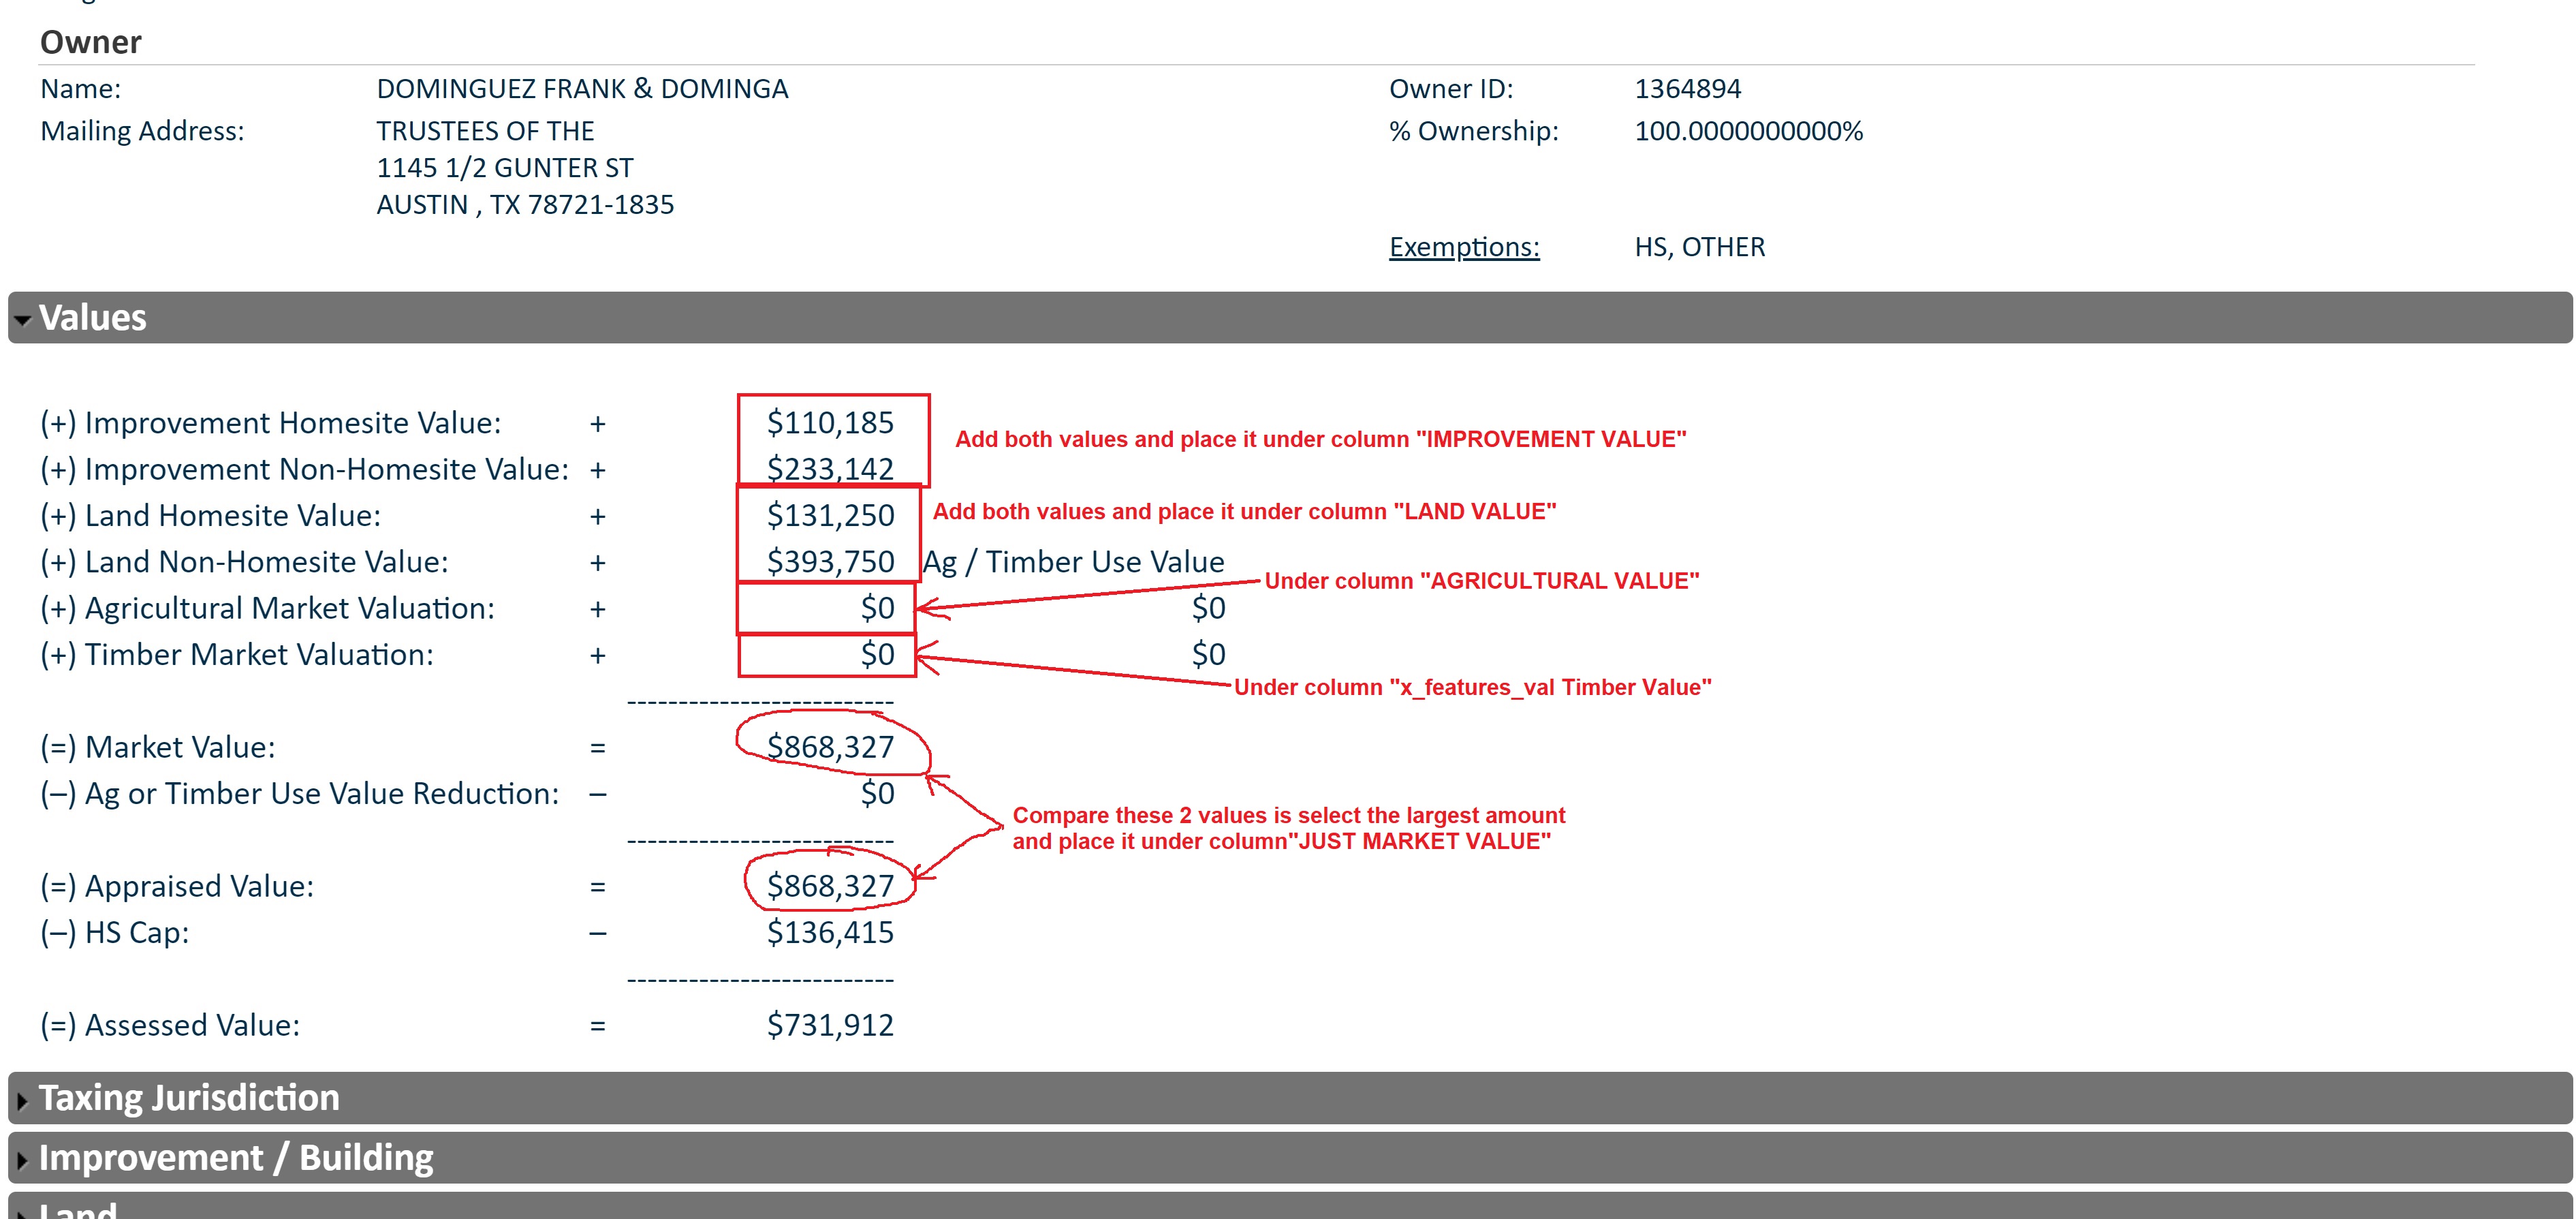 Owner
Name: DOMINGUEZ FRANK & DOMINGA Owner ID: 1364894
Mailing Address: TRUSTEES OF THE % Ownership: 100.0000000000%
1145 1/2 GUNTER ST
AUSTIN , TX 78721-1835
Exemptions: HS, OTHER
Values
(+) Improvement Homesite Value: + $110,185
Add both values and place it under column "IMPROVEMENT VALUE"
(+) Improvement Non-Homesite Value: + $233,142
(+) Land Homesite Value: + $131,250 Add both values and place it under column "LAND VALUE"
(+) Land Non-Homesite Value: + $393,750 Ag / Timber Use Value
Under column "AGRICULTURAL VALUE"
(+) Agricultural Market Valuation: + $0 $0
(+) Timber Market Valuation: + $0 $0
Under column "x_features_val Timber Value"
--------------------------
(=) Market Value: = $868,327
(–) Ag or Timber Use Value Reduction: – $0
Compare these 2 values is select the largest amount
and place it under column"JUST MARKET VALUE"
--------------------------
(=) Appraised Value: = $868,327
(–) HS Cap: – $136,415
--------------------------
(=) Assessed Value: = $731,912
Taxing Jurisdiction
Improvement / Building
Land